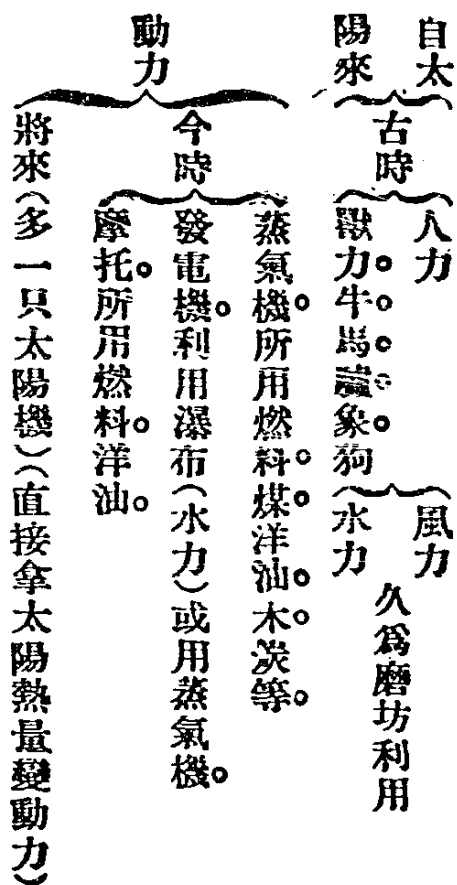 自太
陽來
動力
古時
人力
獸力。牛。馬。象。狗
風力
水力
久爲磨坊利用
今時
蒸氣機。所用燃料。煤。洋油。木。炭等。
發電機。利用瀑布(水力)或用蒸氣機。
摩托。所用燃料。洋油。
將來(多一只太陽機)(直接拿太陽熱量變動力)